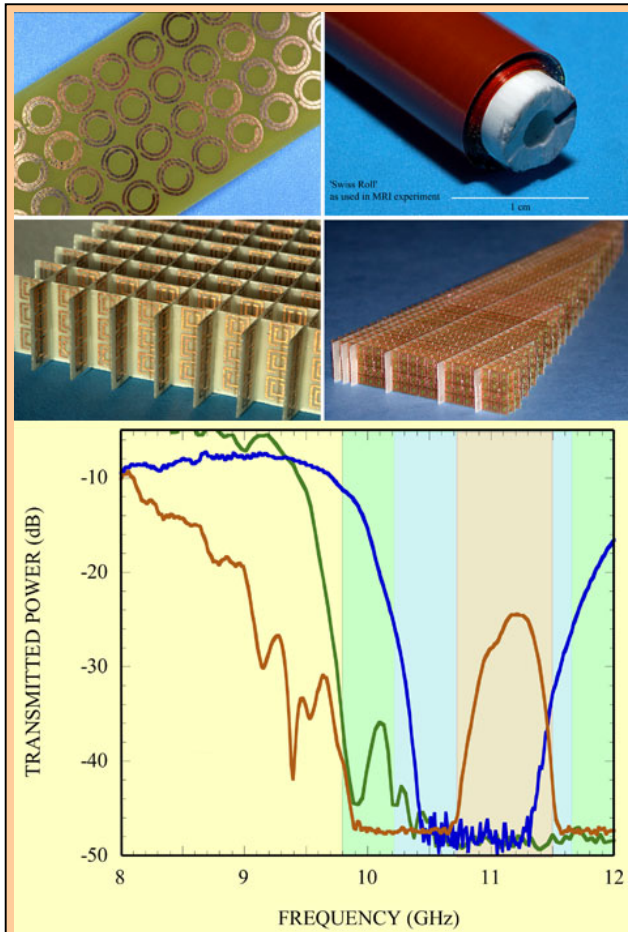 'Swiss Roll'
as used in MRI experiment
1 cm
-10
-20
-30
-40
-50
TRANSMITTED POWER (dB)
8
9
10
11
12
FREQUENCY (GHz)